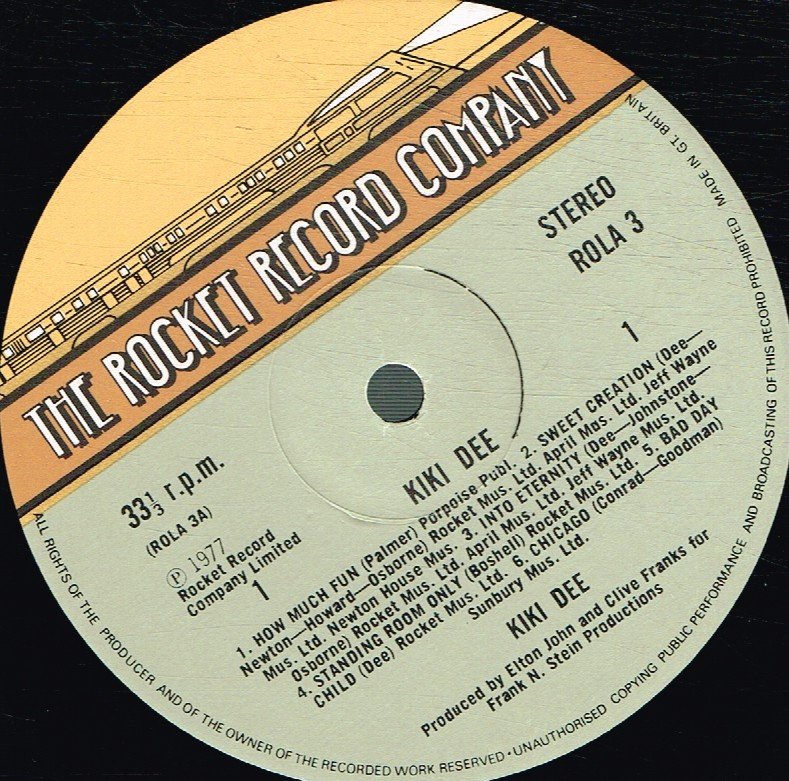 THE ROCKET RECORD COMPANY
STEREO
ROLA 3
1
33⅓ r.p.m.
(ROLA 3A)
Ⓟ 1977
Rocket Record
Company Limited
1
KIKI DEE
1. HOW MUCH FUN (Palmer) Porpoise Publ. 2. SWEET CREATION (Dee—
Newton—Howard—Osborne) Rocket Mus. Ltd. April Mus. Ltd. Jeff Wayne
Mus. Ltd. Newton House Mus. 3. INTO ETERNITY (Dee—Johnstone—
Osborne) Rocket Mus. Ltd. April Mus. Ltd. Jeff Wayne Mus. Ltd.
4. STANDING ROOM ONLY (Boshell) Rocket Mus. Ltd. 5. BAD DAY
CHILD (Dee) Rocket Mus. Ltd. 6. CHICAGO (Conrad—Goodman)
Sunbury Mus. Ltd.
KIKI DEE
Produced by Elton John and Clive Franks for
Frank N. Stein Productions
ALL RIGHTS OF THE PRODUCER AND OF THE OWNER OF THE RECORDED WORK RESERVED • UNAUTHORISED COPYING PUBLIC PERFORMANCE AND BROADCASTING OF THIS RECORD PROHIBITED MADE IN GT. BRITAIN